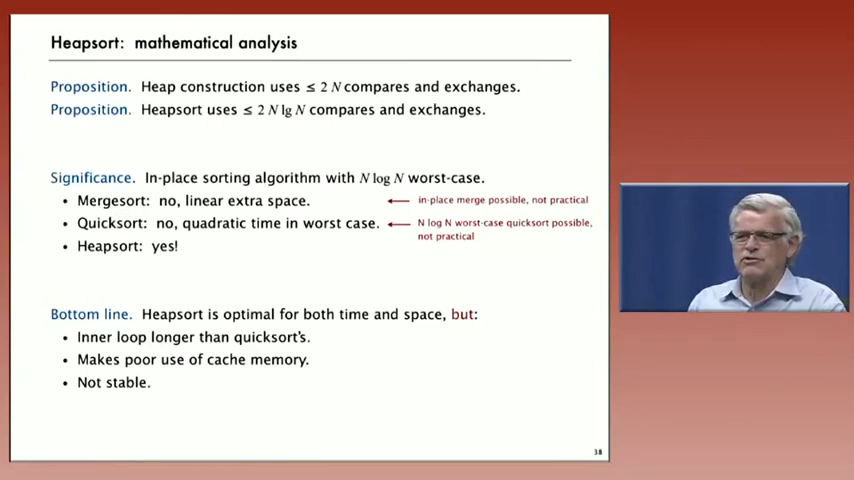 Heapsort: mathematical analysis
Proposition. Heap construction uses ≤ 2 N compares and exchanges.
Proposition. Heapsort uses ≤ 2 N lg N compares and exchanges.
Significance. In-place sorting algorithm with N log N worst-case.
• Mergesort: no, linear extra space. ← in-place merge possible, not practical
• Quicksort: no, quadratic time in worst case. ← N log N worst-case quicksort possible,
not practical
• Heapsort: yes!
Bottom line. Heapsort is optimal for both time and space, but:
• Inner loop longer than quicksort's.
• Makes poor use of cache memory.
• Not stable.
38